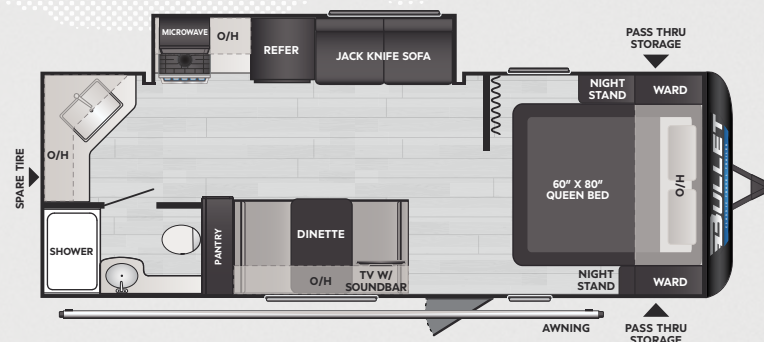 MICROWAVE
O/H
REFER
JACK KNIFE SOFA
PASS THRU
STORAGE
NIGHT
STAND
WARD
O/H
SPARE TIRE
60" X 80"
QUEEN BED
O/H
BULLET
SHOWER
PANTRY
DINETTE
O/H
TV W/
SOUNDBAR
NIGHT
STAND
WARD
AWNING
PASS THRU
STORAGE